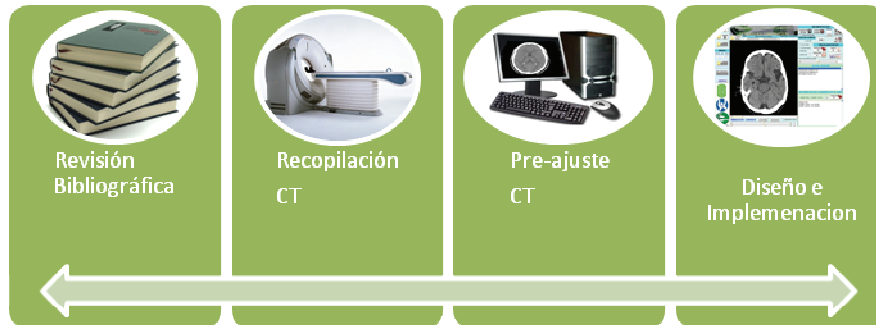 Revisión
Bibliográfica
Recopilación
CT
Pre-ajuste
CT
Diseño e
Implemenacion